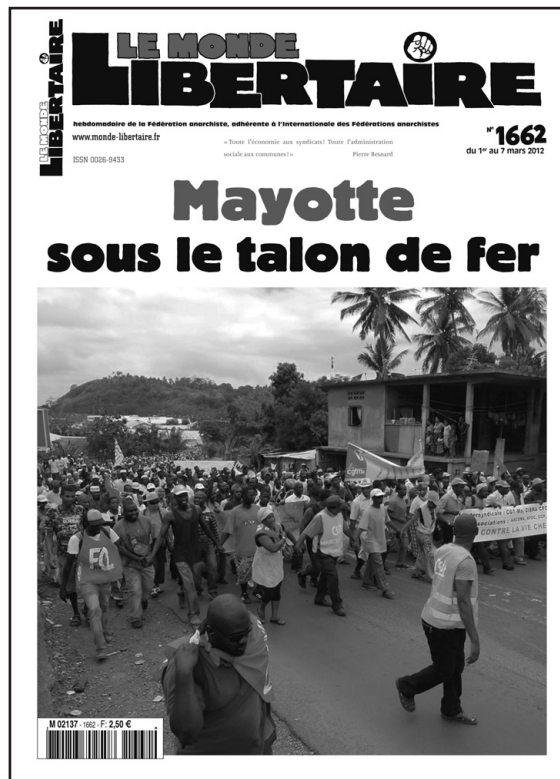 LE MONDE
LIBERTAIRE
LE MONDE
LIBERTAIRE
hebdomadaire de la Fédération anarchiste, adhérente à l'Internationale des Fédérations anarchistes
www.monde-libertaire.fr
ISSN 0026-9433
« Toute l'économie aux syndicats! Toute l'administration
sociale aux communes! »
Pierre Besnard
N° 1662
du 1er au 7 mars 2012
Mayotte
sous le talon de fer
FO
CONTRE LA VIE CHE
M 02137 - 1662 - F: 2,50 €